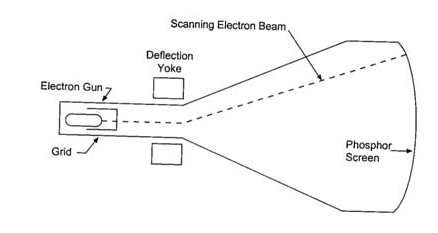 Scanning Electron Beam
Deflection
Yoke
Electron Gun
Grid
Phosphor
Screen